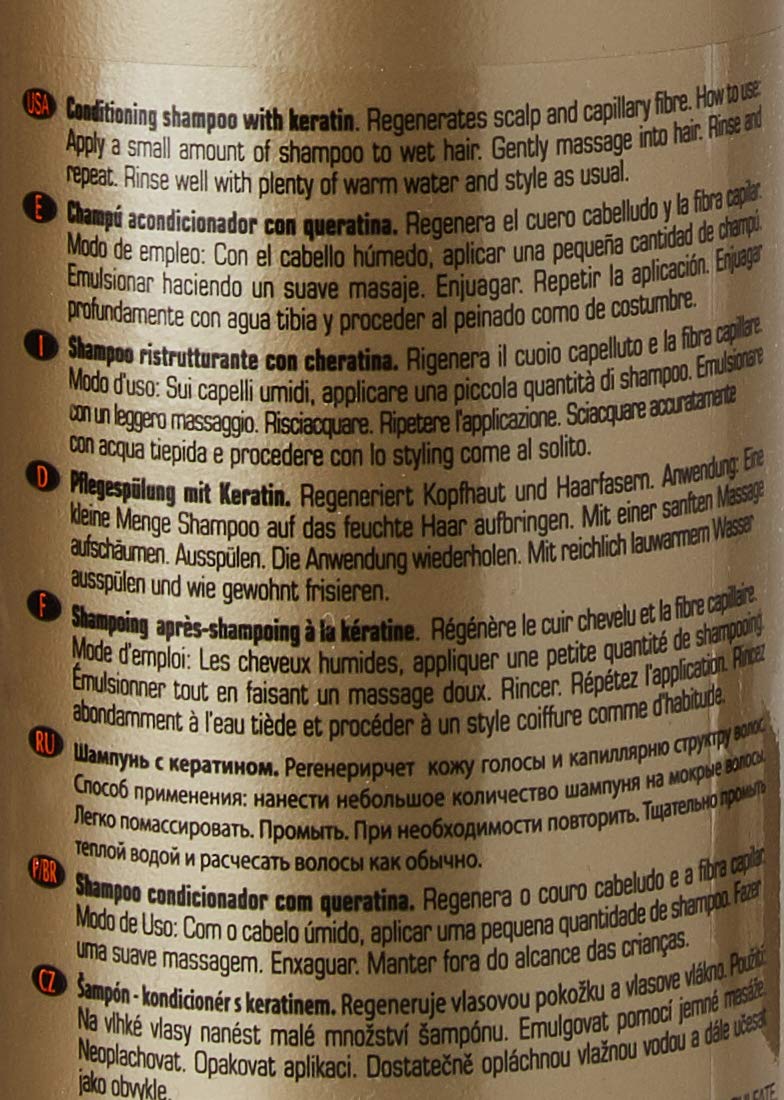 USA Conditioning shampoo with keratin. Regenerates scalp and capillary fibre. How to use:
Apply a small amount of shampoo to wet hair. Gently massage into hair. Rinse and
repeat. Rinse well with plenty of warm water and style as usual.
E Champú acondicionador con queratina. Regenera el cuero cabelludo y la fibra capilar.
Modo de empleo: Con el cabello húmedo, aplicar una pequeña cantidad de champú.
Emulsionar haciendo un suave masaje. Enjuagar. Repetir la aplicación. Enjuagar
profundamente con agua tibia y proceder al peinado como de costumbre.
I Shampoo ristrutturante con cheratina. Rigenera il cuoio capelluto e la fibra capillare.
Modo d'uso: Sui capelli umidi, applicare una piccola quantità di shampoo. Emulsionare
con un leggero massaggio. Risciacquare. Ripetere l'applicazione. Sciacquare accuratamente
con acqua tiepida e procedere con lo styling come al solito.
D Pflegespülung mit Keratin. Regeneriert Kopfhaut und Haarfasern. Anwendung: Eine
kleine Menge Shampoo auf das feuchte Haar aufbringen. Mit einer sanften Massage
aufschäumen. Ausspülen. Die Anwendung wiederholen. Mit reichlich lauwarmem Wasser
ausspülen und wie gewohnt frisieren.
F Shampoing après-shampoing à la kératine. Régénère le cuir chevelu et la fibre capillaire.
Mode d'emploi: Les cheveux humides, appliquer une petite quantité de shampooing.
Émulsionner tout en faisant un massage doux. Rincer. Répétez l'application. Rincez
abondamment à l'eau tiède et procéder à un style coiffure comme d'habitude.
RU Шампунь с кератином. Регенерирчет кожу голосы и капиллярню структру волос.
Способ применения: нанести небольшое количество шампуня на мокрые волосы.
Легко помассировать. Промыть. При необходимости повторить. Тщательно промыть
теплой водой и расчесать волосы как обычно.
P/BR Shampoo condicionador com queratina. Regenera o couro cabeludo e a fibra capilar.
Modo de Uso: Com o cabelo úmido, aplicar uma pequena quantidade de shampoo. Fazer
uma suave massagem. Enxaguar. Manter fora do alcance das crianças.
CZ Šampón - kondicionér s keratinem. Regeneruje vlasovou pokožku a vlasove vlákno. Použití:
Na vlhké vlasy nanést malé množství šampónu. Emulgovat pomocí jemné masáže.
Neoplachovat. Opakovat aplikaci. Dostatečně opláchnou vlažnou vodou a dále učesat
jako obvykle.